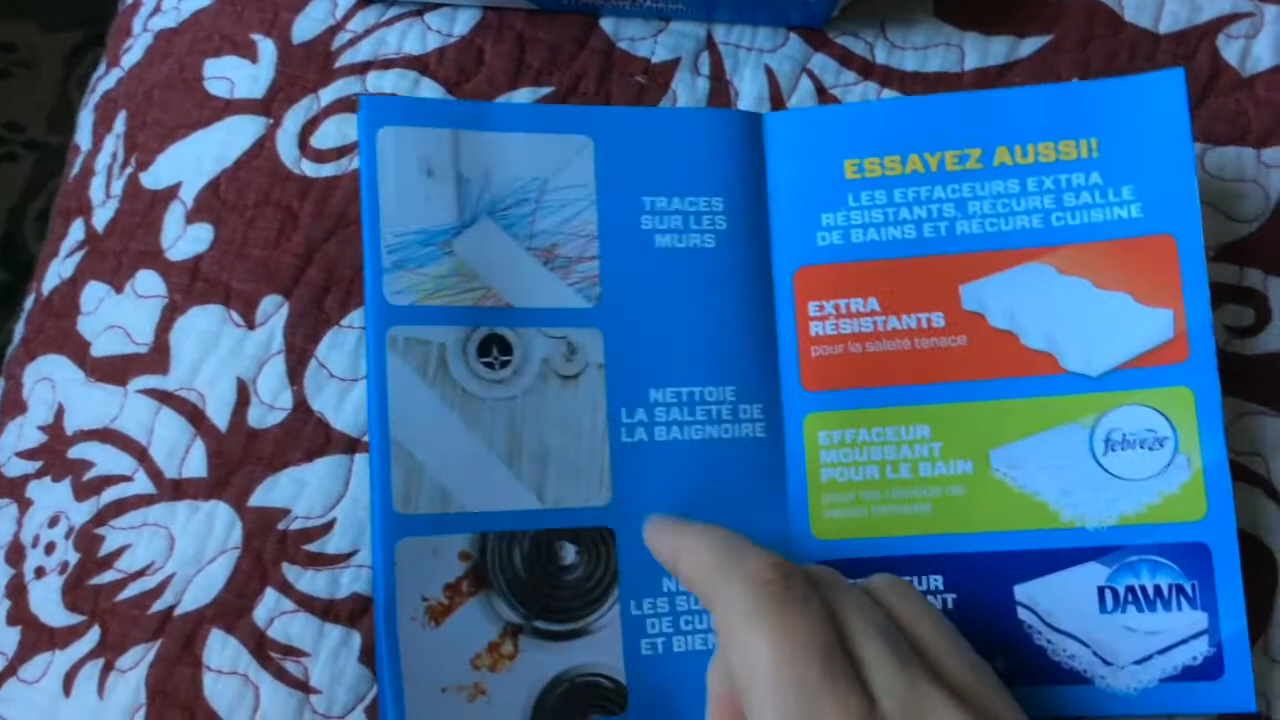 TRACES
SUR LES
MURS
NETTOIE
LA SALETÉ DE
LA BAIGNOIRE
LES
DE
ET
ESSAYEZ AUSSI!
LES EFFACEURS EXTRA
RÉSISTANTS, RÉCURE SALLE
DE BAINS ET RÉCURE CUISINE
EXTRA
RÉSISTANTS
pour la saleté tenace
EFFACEUR
MOUSSANT
POUR LE BAIN
febreze
DAWN